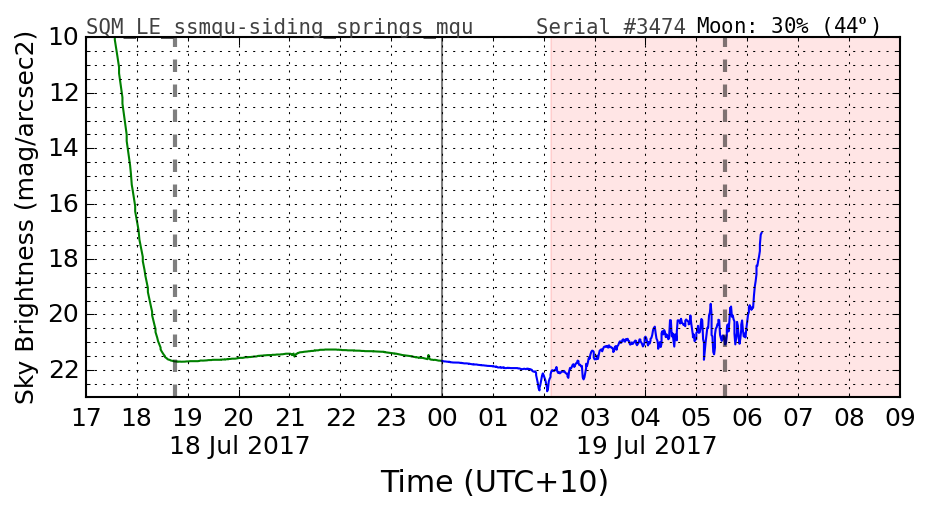 SQM_LE_ssmqu-siding_springs_mqu Serial #3474 Moon: 30% (44°)
Sky Brightness (mag/arcsec2)
10
12
14
16
18
20
22
17 18 19 20 21 22 23 00 01 02 03 04 05 06 07 08 09
18 Jul 2017 19 Jul 2017
Time (UTC+10)